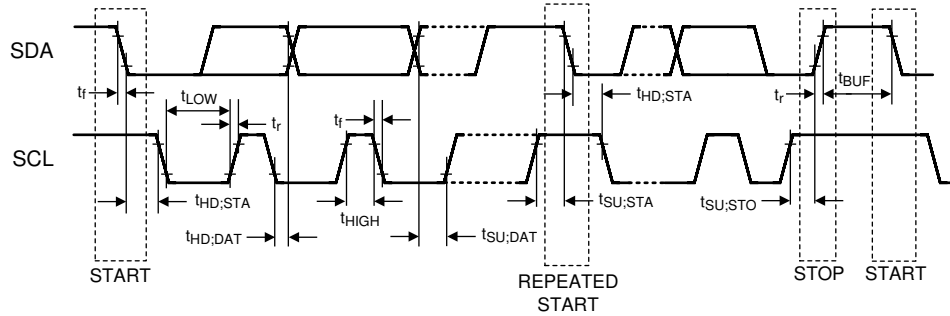 SDA
t_f
t_LOW
t_r
t_f
t_HD;STA
t_r
t_BUF
SCL
t_HD;STA
t_HD;DAT
t_HIGH
t_SU;DAT
t_SU;STA
t_SU;STO
START
REPEATED
START
STOP
START